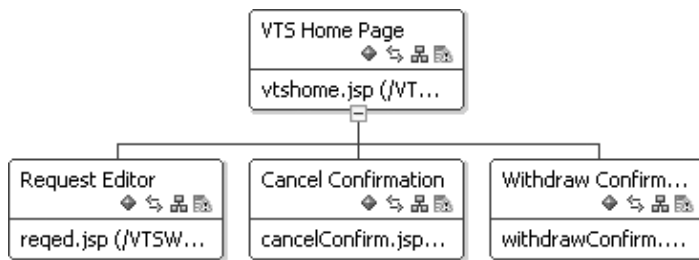 VTS Home Page
vtshome.jsp (/VT...
Request Editor
reqed.jsp (/VTSW...
Cancel Confirmation
cancelConfirm.jsp...
Withdraw Confirm...
withdrawConfirm....